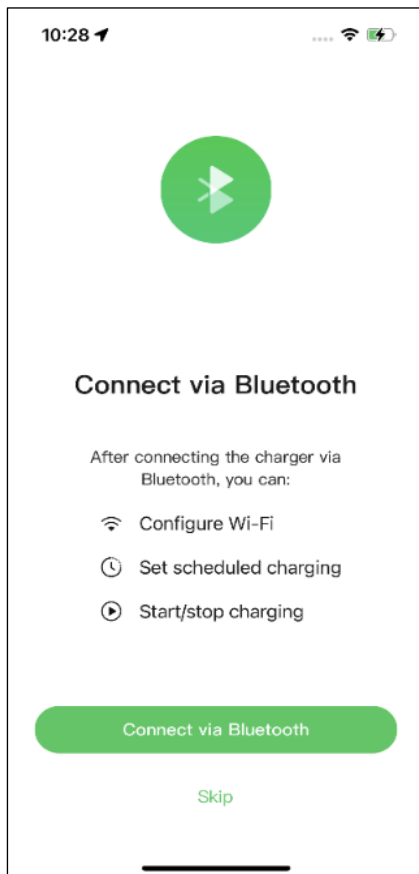 10:28
Connect via Bluetooth
After connecting the charger via
Bluetooth, you can:
Configure Wi-Fi
Set scheduled charging
Start/stop charging
Connect via Bluetooth
Skip